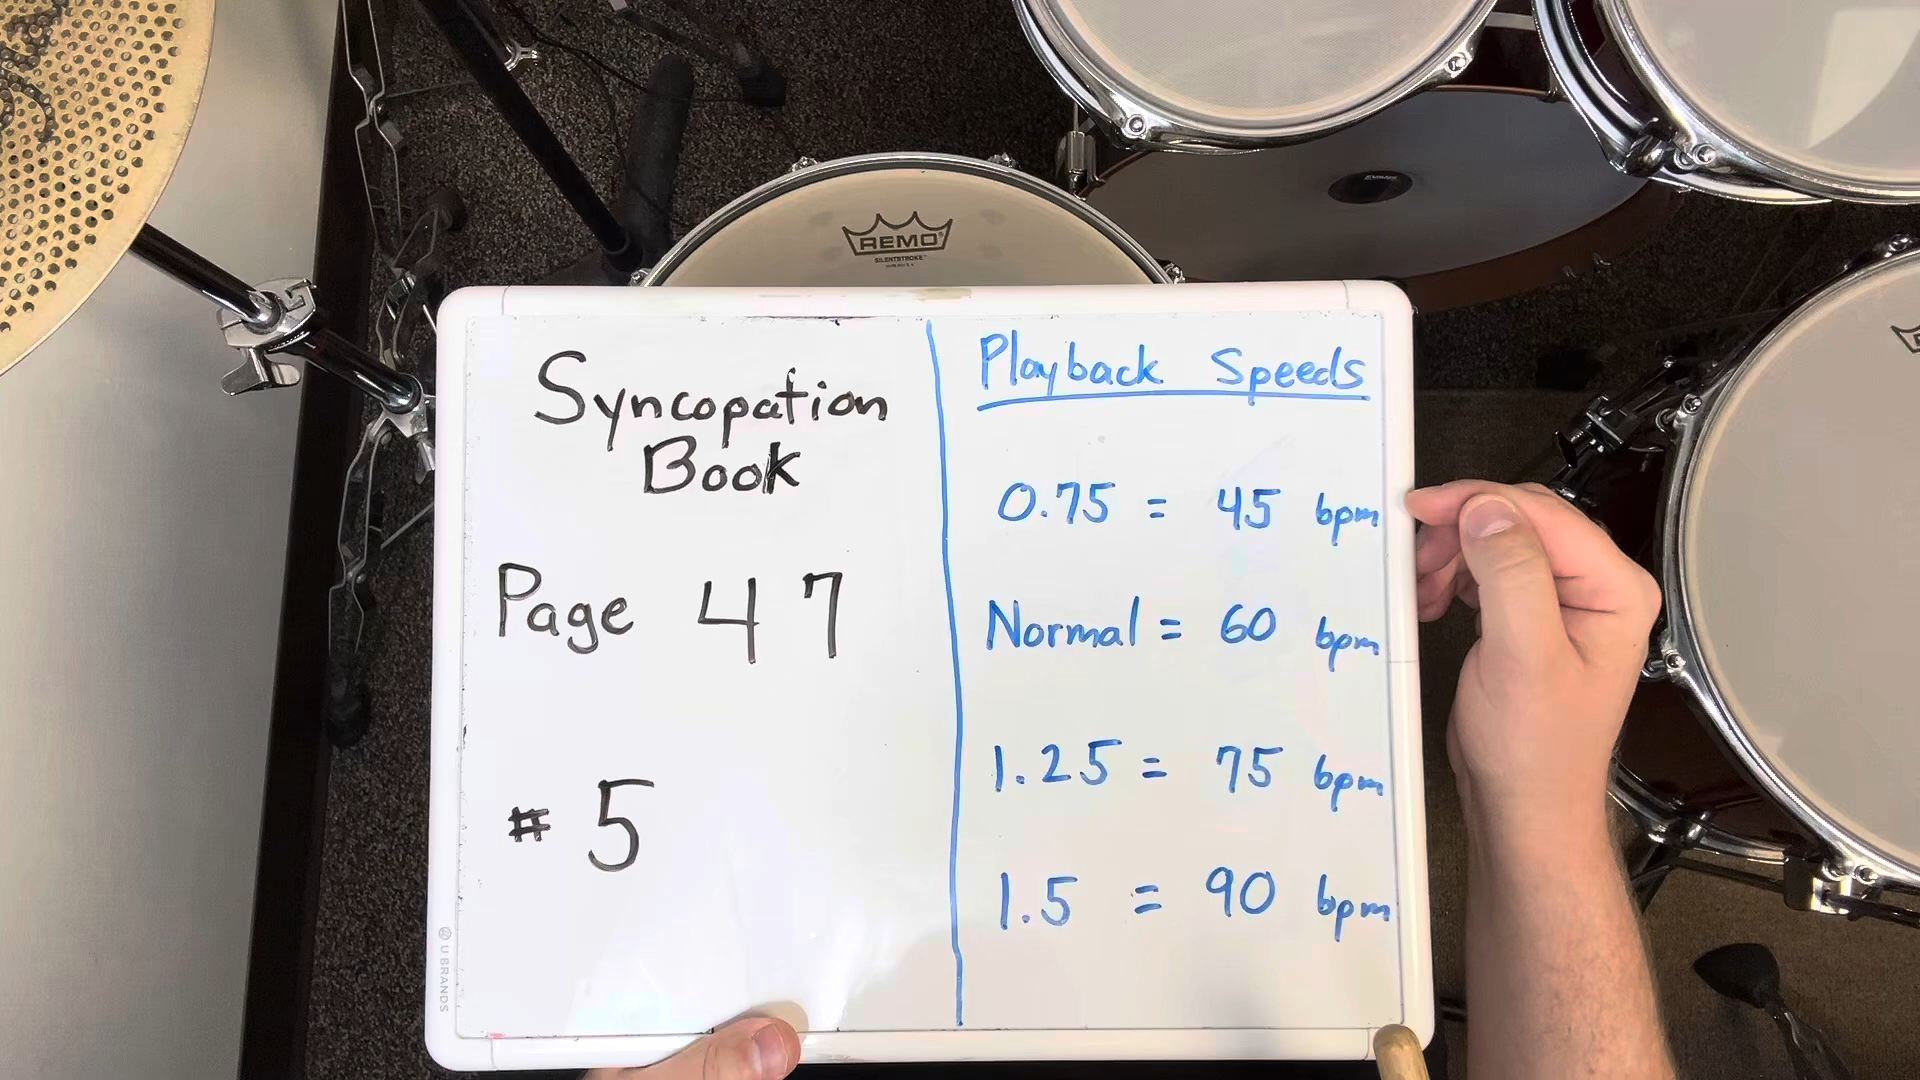 REMO
SILENTSTROKE
Syncopation
Book
Page 47
# 5
Playback Speeds
0.75 = 45 bpm
Normal = 60 bpm
1.25 = 75 bpm
1.5 = 90 bpm
U BRANDS